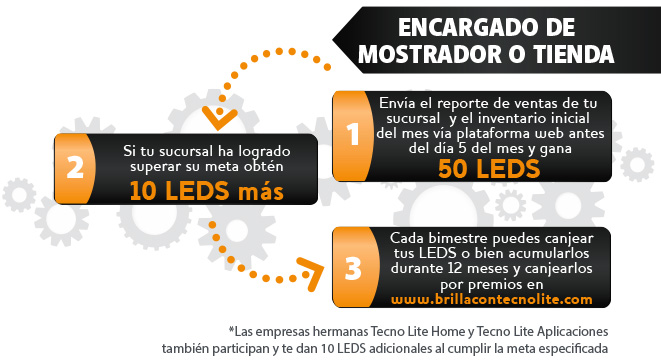 ENCARGADO DE
MOSTRADOR O TIENDA
1
Envía el reporte de ventas de tu
sucursal y el inventario inicial
del mes vía plataforma web antes
del día 5 del mes y gana
50 LEDS
2
Si tu sucursal ha logrado
superar su meta obtén
10 LEDS más
3
Cada bimestre puedes canjear
tus LEDS o bien acumularlos
durante 12 meses y canjearlos
por premios en
www.brillacontecnolite.com
*Las empresas hermanas Tecno Lite Home y Tecno Lite Aplicaciones
también participan y te dan 10 LEDS adicionales al cumplir la meta especificada